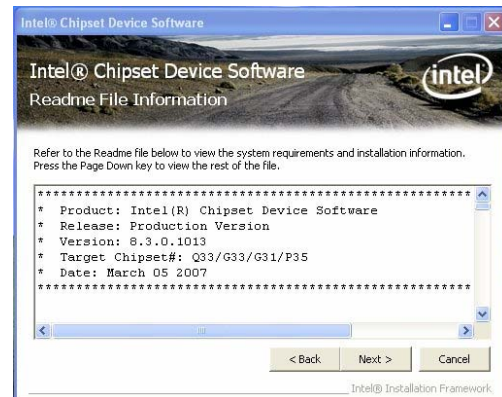 Intel® Chipset Device Software
Intel® Chipset Device Software
intel
Readme File Information
Refer to the Readme file below to view the system requirements and installation information.
Press the Page Down key to view the rest of the file.
************************************************************
* Product: Intel(R) Chipset Device Software
* Release: Production Version
* Version: 8.3.0.1013
* Target Chipset#: Q33/G33/G31/P35
* Date: March 05 2007
************************************************************
< Back Next > Cancel
Intel® Installation Framework